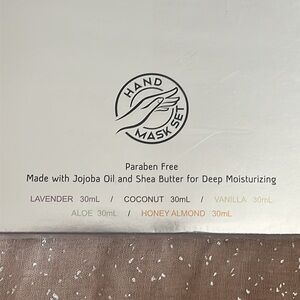 HAND
MASK SET
Paraben Free
Made with Jojoba Oil and Shea Butter for Deep Moisturizing
LAVENDER 30mL / COCONUT 30mL / VANILLA 30mL
ALOE 30mL / HONEY ALMOND 30mL